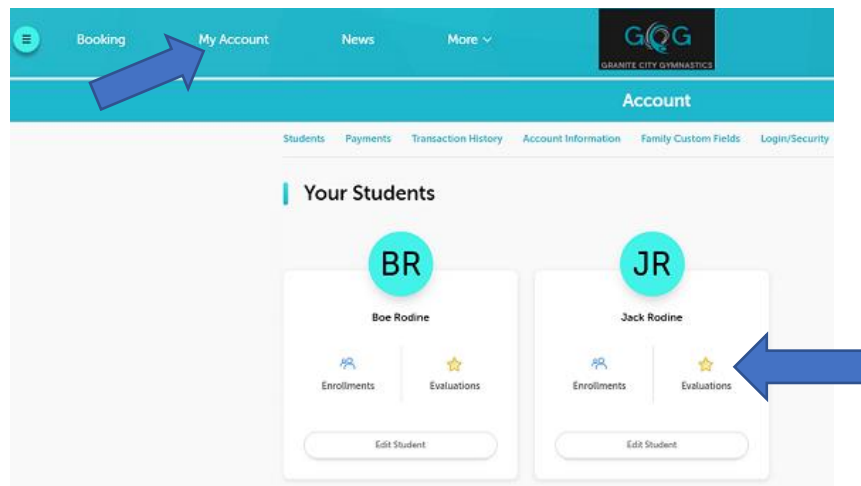 Booking My Account News More
GQG
GRANITE CITY GYMNASTICS
Account
Students Payments Transaction History Account Information Family Custom Fields Login/Security
Your Students
BR JR
Boe Rodine Jack Rodine
Enrollments Evaluations Enrollments Evaluations
Edit Student Edit Student